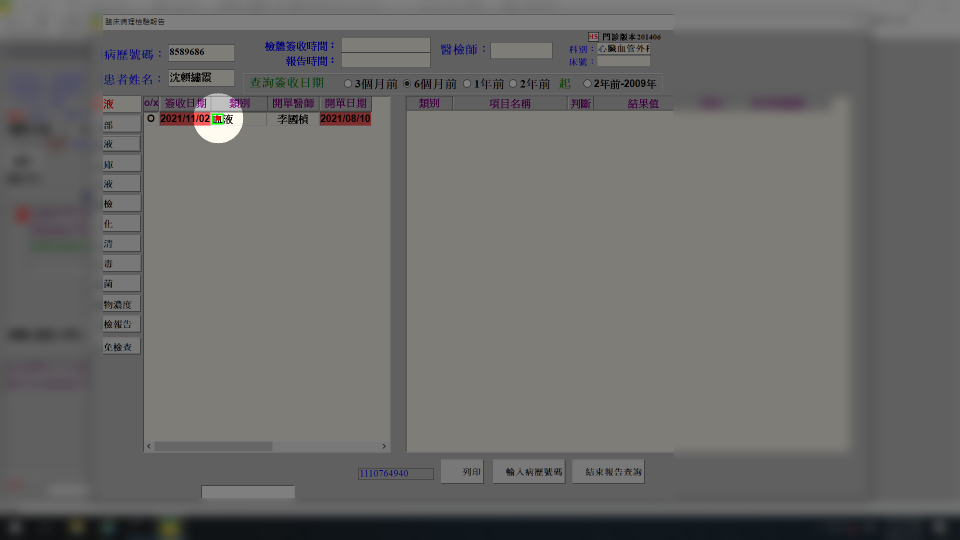 臨床病理檢驗報告
HS 門診版本201406
病歷號碼： 8589686 檢體簽收時間： 醫檢師： 科別： 心臟血管外科
報告時間： 床號：
患者姓名： 沈賴繡霞 查詢簽收日期 3個月前 6個月前 1年前 2年前 起 2年前-2009年
液 o/x 簽收日期 類別 開單醫師 開單日期 類別 項目名稱 判斷 結果值
O 2021/11/02 血液 李國楨 2021/08/10
部
液
庫
液
檢
化
清
毒
菌
物濃度
檢報告
免檢查
1110764940 列印 輸入病歷號碼 結束報告查詢